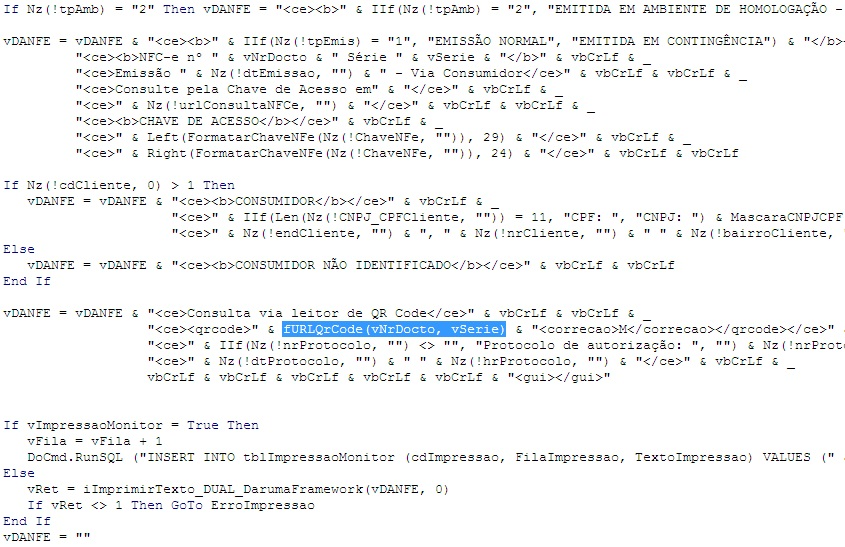 If Nz(!tpAmb) = "2" Then vDANFE = "<ce><b>" & IIf(Nz(!tpAmb) = "2", "EMITIDA EM AMBIENTE DE HOMOLOGAÇÃO -
vDANFE = vDANFE & "<ce><b>" & IIf(Nz(!tpEmis) = "1", "EMISSÃO NORMAL", "EMITIDA EM CONTINGÊNCIA") & "</b>
"<ce><b>NFC-e nº " & vNrDocto & " Série " & vSerie & "</b>" & vbCrLf & _
"<ce>Emissão " & Nz(!dtEmissao, "") & " - Via Consumidor</ce>" & vbCrLf & vbCrLf & _
"<ce>Consulte pela Chave de Acesso em" & "</ce>" & vbCrLf & _
"<ce>" & Nz(!urlConsultaNFCe, "") & "</ce>" & vbCrLf & vbCrLf & _
"<ce><b>CHAVE DE ACESSO</b></ce>" & vbCrLf & _
"<ce>" & Left(FormatarChaveNFe(Nz(!ChaveNFe, "")), 29) & "</ce>" & vbCrLf & _
"<ce>" & Right(FormatarChaveNFe(Nz(!ChaveNFe, "")), 24) & "</ce>" & vbCrLf & vbCrLf
If Nz(!cdCliente, 0) > 1 Then
vDANFE = vDANFE & "<ce><b>CONSUMIDOR</b></ce>" & vbCrLf & _
"<ce>" & IIf(Len(Nz(!CNPJ_CPFCliente, "")) = 11, "CPF: ", "CNPJ: ") & MascaraCNPJCPF
"<ce>" & Nz(!endCliente, "") & ", " & Nz(!nrCliente, "") & " " & Nz(!bairroCliente, "
Else
vDANFE = vDANFE & "<ce><b>CONSUMIDOR NÃO IDENTIFICADO</b></ce>" & vbCrLf & vbCrLf
End If
vDANFE = vDANFE & "<ce>Consulta via leitor de QR Code</ce>" & vbCrLf & vbCrLf & _
"<ce><qrcode>" & fURLQrCode(vNrDocto, vSerie) & "<correcao>M</correcao></qrcode></ce>" &
"<ce>" & IIf(Nz(!nrProtocolo, "") <> "", "Protocolo de autorização: ", "") & Nz(!nrProt
"<ce>" & Nz(!dtProtocolo, "") & " " & Nz(!hrProtocolo, "") & "</ce>" & vbCrLf & _
vbCrLf & vbCrLf & vbCrLf & vbCrLf & vbCrLf & "<gui></gui>"
If vImpressaoMonitor = True Then
vFila = vFila + 1
DoCmd.RunSQL ("INSERT INTO tblImpressaoMonitor (cdImpressao, FilaImpressao, TextoImpressao) VALUES (" &
Else
vRet = iImprimirTexto_DUAL_DarumaFramework(vDANFE, 0)
If vRet <> 1 Then GoTo ErroImpressao
End If
vDANFE = ""